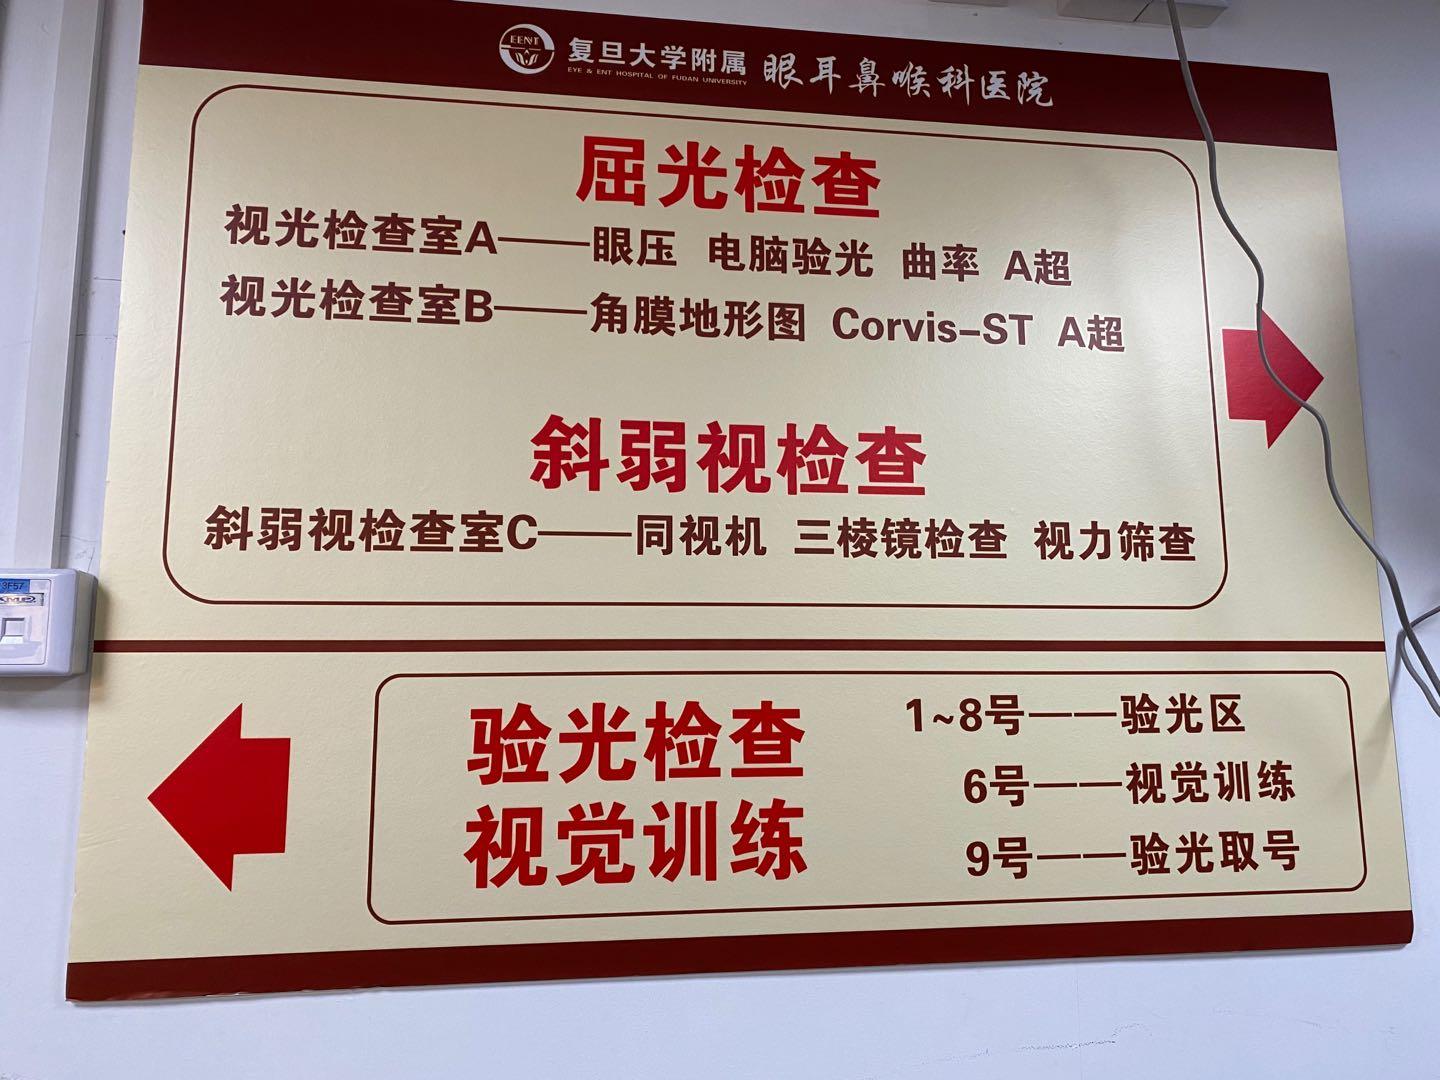 EENT
复旦大学附属 眼耳鼻喉科医院
EYE & ENT HOSPITAL OF FUDAN UNIVERSITY
屈光检查
视光检查室A——眼压 电脑验光 曲率 A超
视光检查室B——角膜地形图 Corvis-ST A超
斜弱视检查
斜弱视检查室C——同视机 三棱镜检查 视力筛查
3F57
验光检查
视觉训练
1~8号——验光区
6号——视觉训练
9号——验光取号